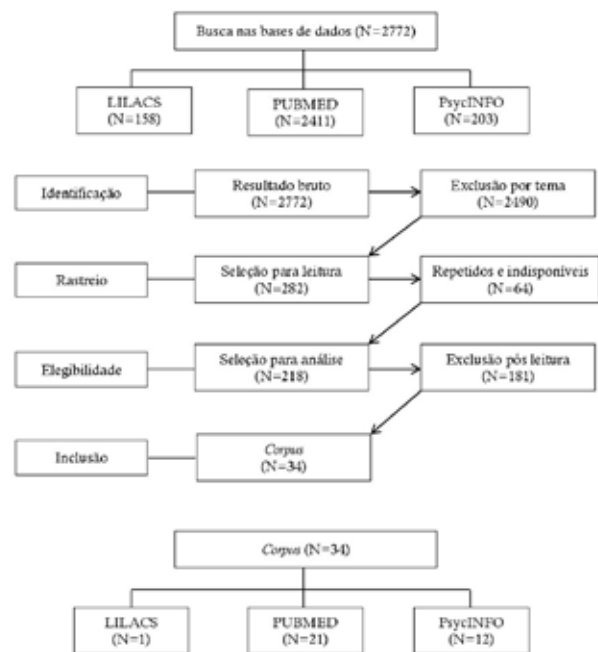 Busca nas bases de dados (N=2772)
LILACS
(N=158)
PUBMED
(N=2411)
PsycINFO
(N=203)
Identificação
Resultado bruto
(N=2772)
Exclusão por tema
(N=2490)
Rastreio
Seleção para leitura
(N=282)
Repetidos e indisponíveis
(N=64)
Elegibilidade
Seleção para análise
(N=218)
Exclusão pós leitura
(N=181)
Inclusão
Corpus
(N=34)
Corpus (N=34)
LILACS
(N=1)
PUBMED
(N=21)
PsycINFO
(N=12)